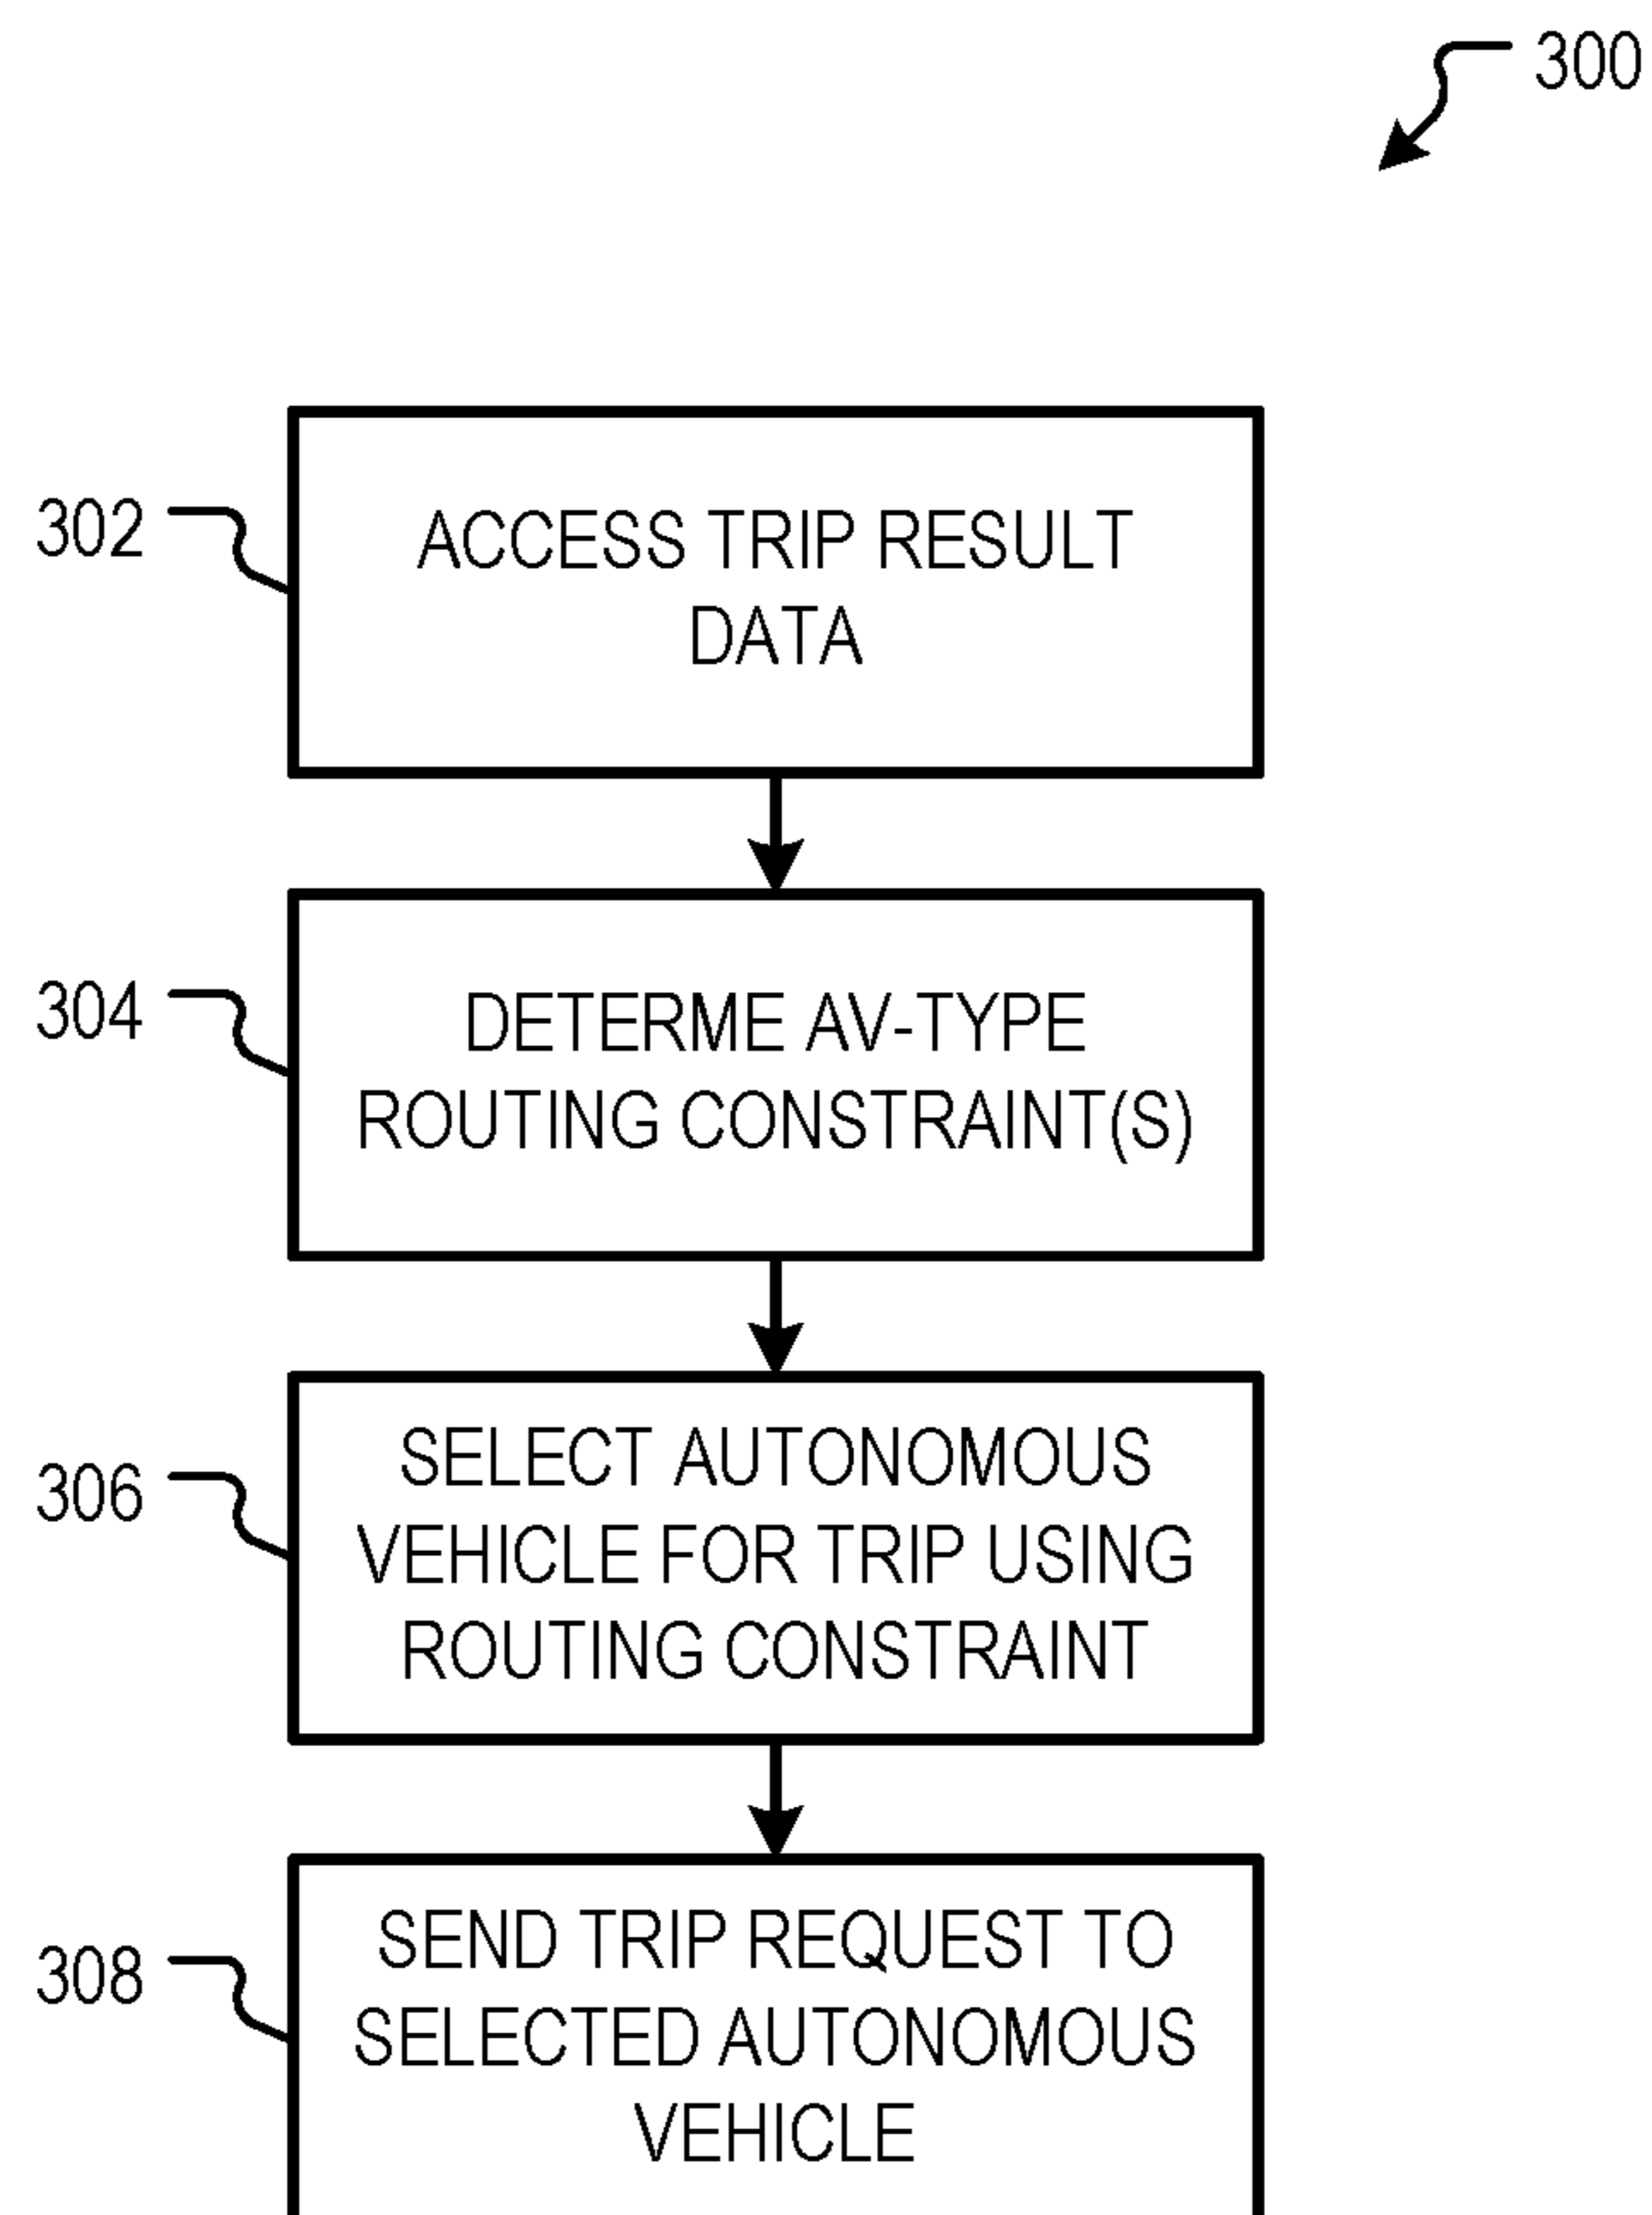 300
302
ACCESS TRIP RESULT
DATA
304
DETERME AV-TYPE
ROUTING CONSTRAINT(S)
306
SELECT AUTONOMOUS
VEHICLE FOR TRIP USING
ROUTING CONSTRAINT
308
SEND TRIP REQUEST TO
SELECTED AUTONOMOUS
VEHICLE